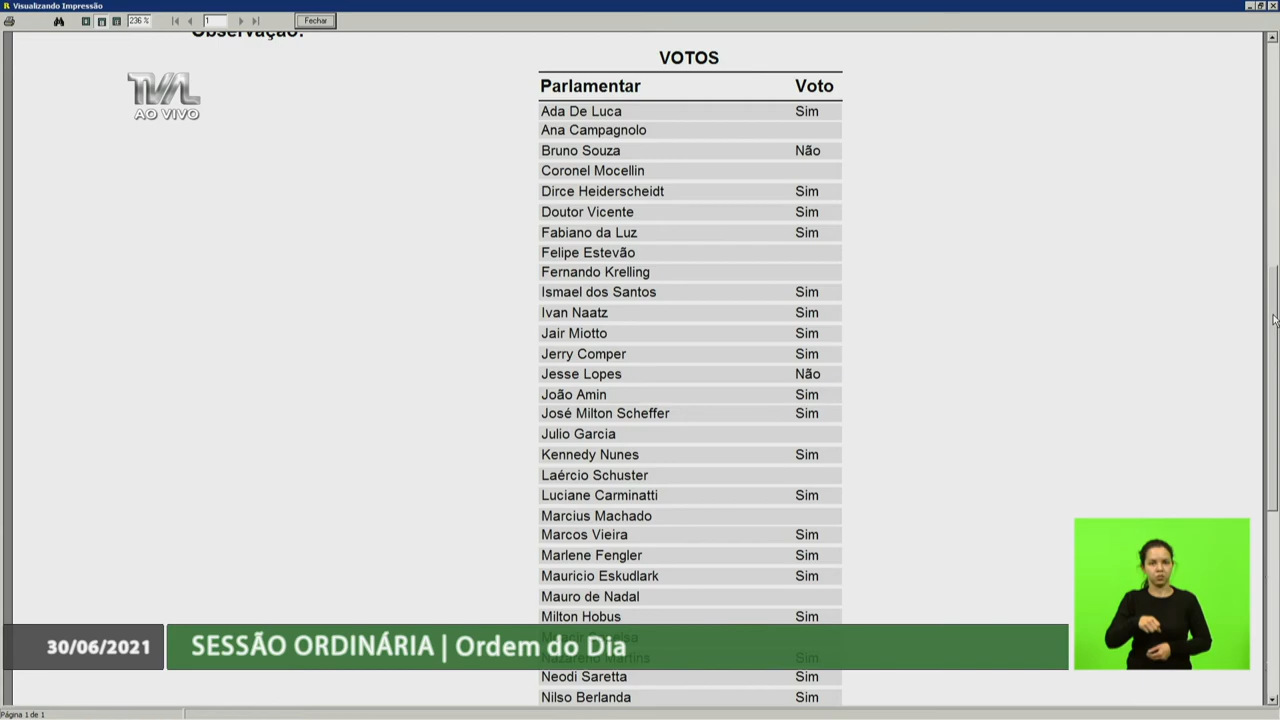 Visualizando Impressão
236 %
1
Fechar
Observação:
TVAL
AO VIVO
VOTOS
Parlamentar Voto
Ada De Luca Sim
Ana Campagnolo
Bruno Souza Não
Coronel Mocellin
Dirce Heiderscheidt Sim
Doutor Vicente Sim
Fabiano da Luz Sim
Felipe Estevão
Fernando Krelling
Ismael dos Santos Sim
Ivan Naatz Sim
Jair Miotto Sim
Jerry Comper Sim
Jesse Lopes Não
João Amin Sim
José Milton Scheffer Sim
Julio Garcia
Kennedy Nunes Sim
Laércio Schuster
Luciane Carminatti Sim
Marcius Machado
Marcos Vieira Sim
Marlene Fengler Sim
Mauricio Eskudlark Sim
Mauro de Nadal
Milton Hobus Sim
Nazareno Martins Sim
Neodi Saretta Sim
Nilso Berlanda Sim
30/06/2021
SESSÃO ORDINÁRIA | Ordem do Dia
Página 1 de 1